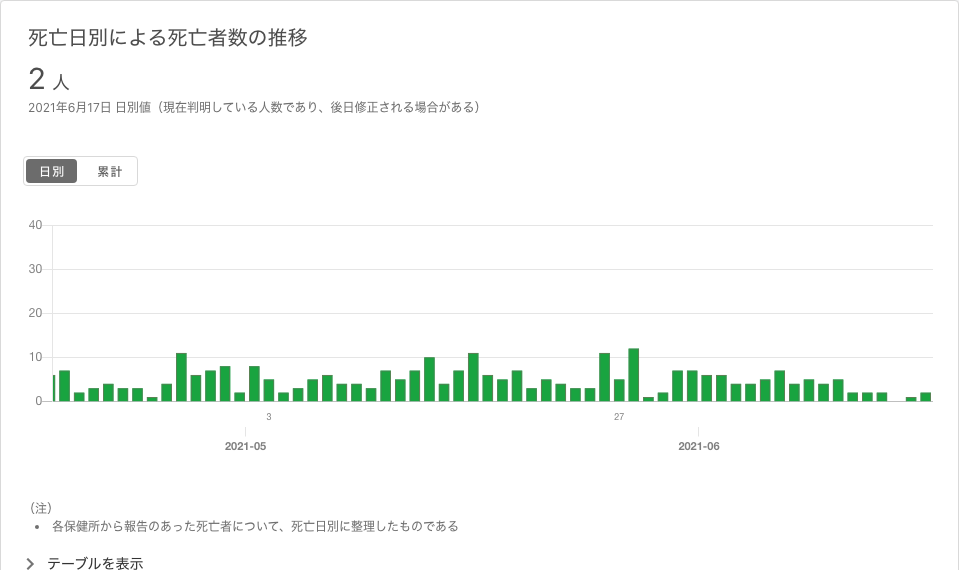 死亡日別による死亡者数の推移
2 人
2021年6月17日 日別値（現在判明している人数であり、後日修正される場合がある）
日別 累計
40
30
20
10
0
3 27
2021-05 2021-06
（注）
• 各保健所から報告のあった死亡者について、死亡日別に整理したものである
テーブルを表示